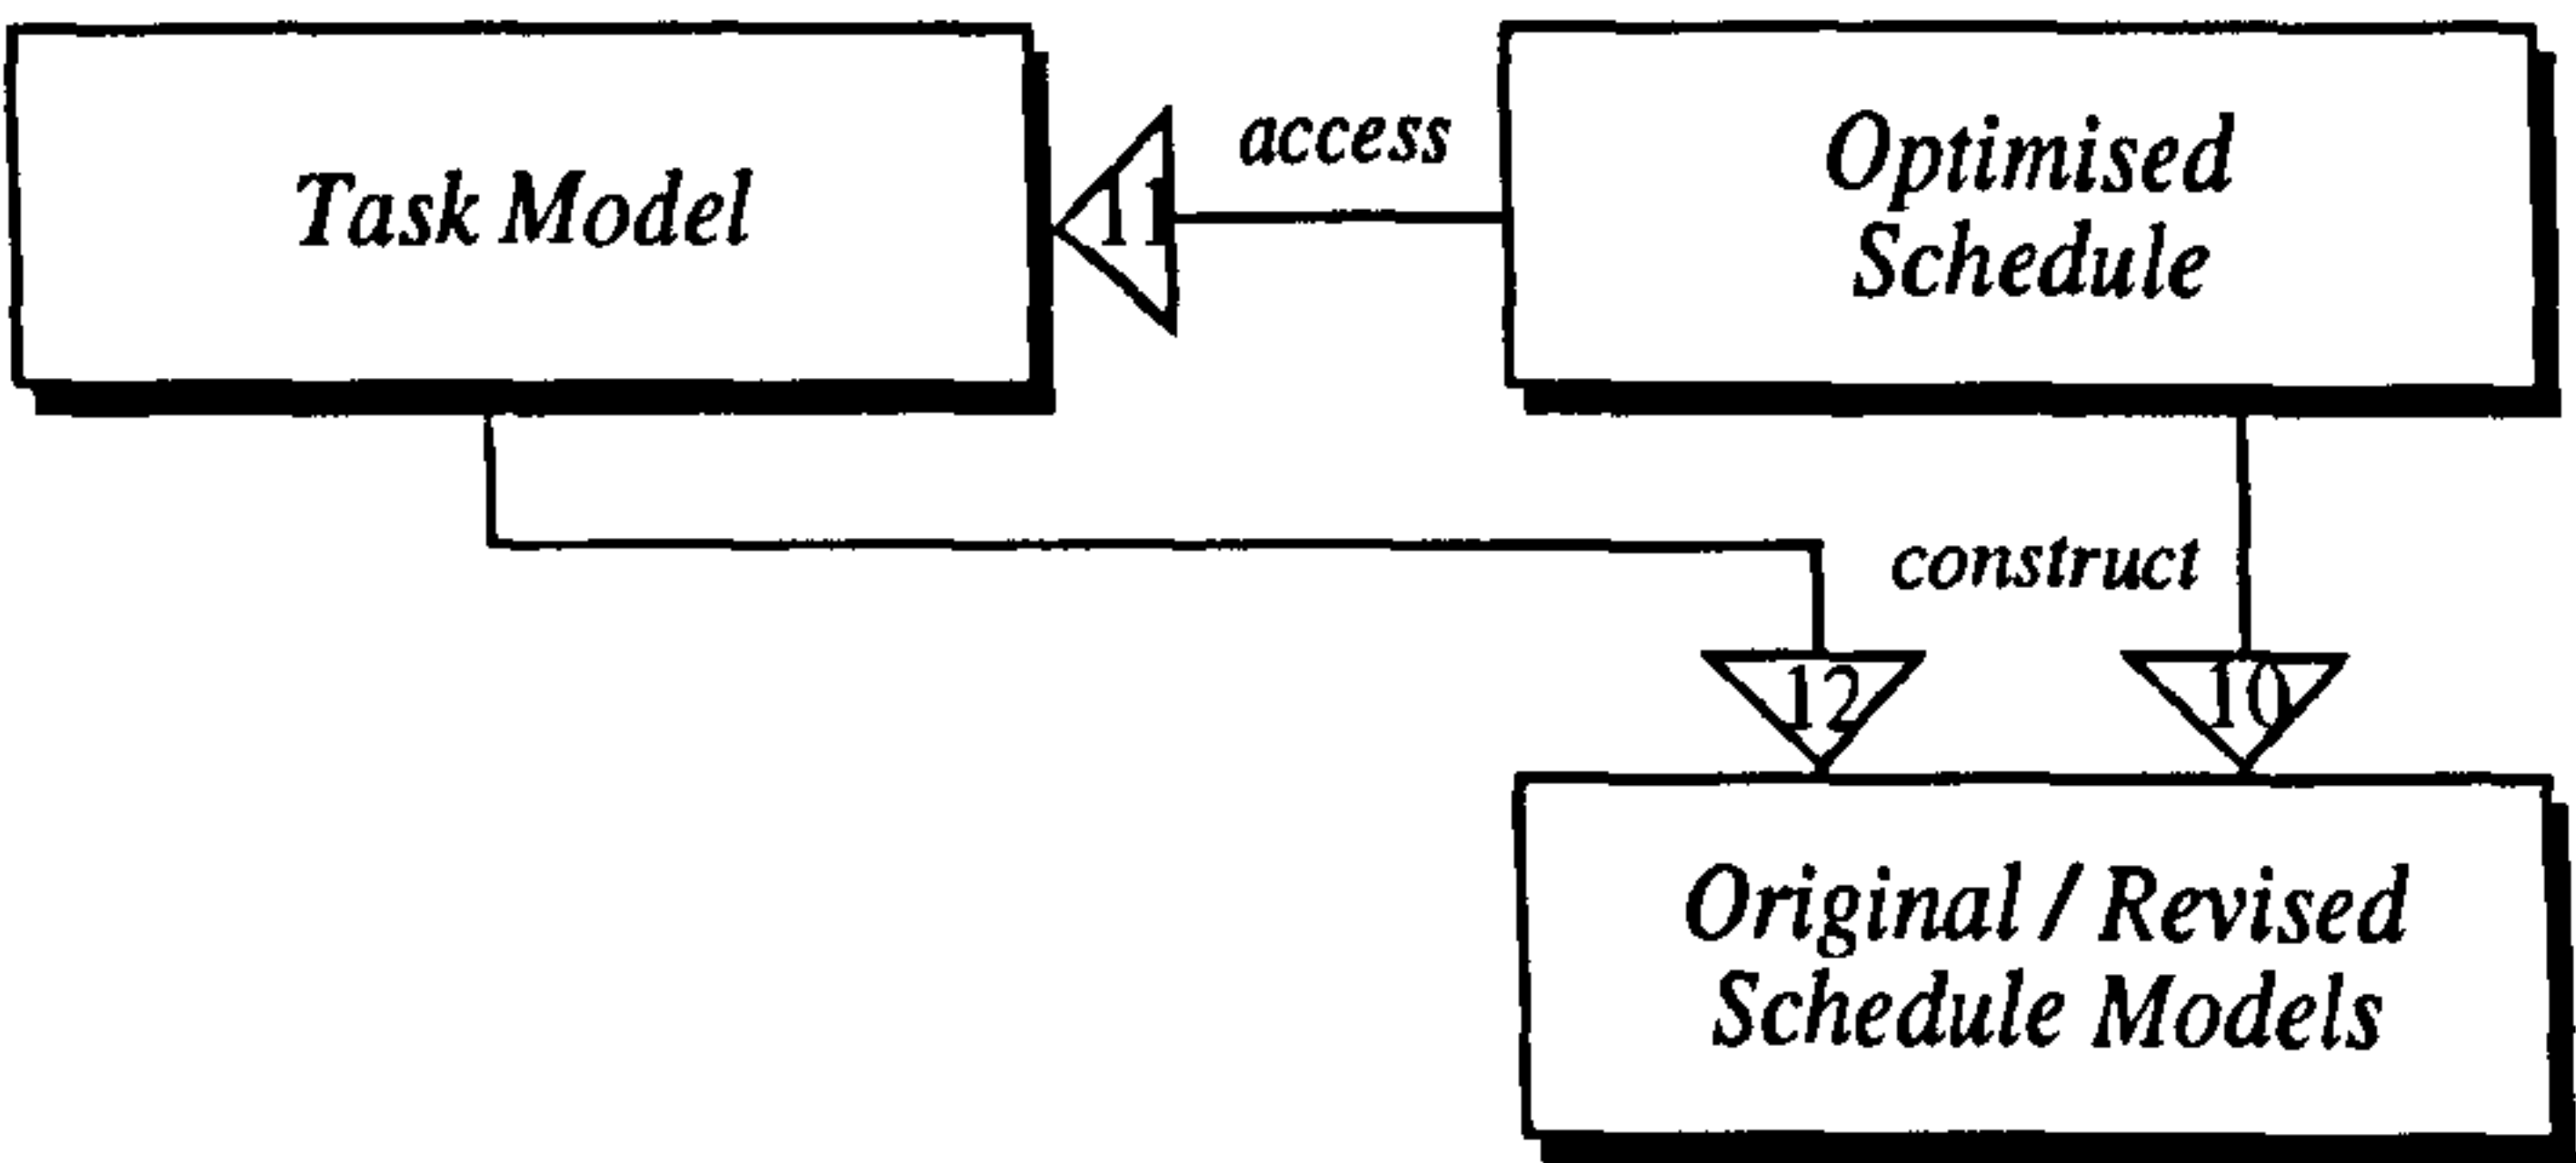 Task Model
11
access
Optimised
Schedule
construct
12
10
Original / Revised
Schedule Models